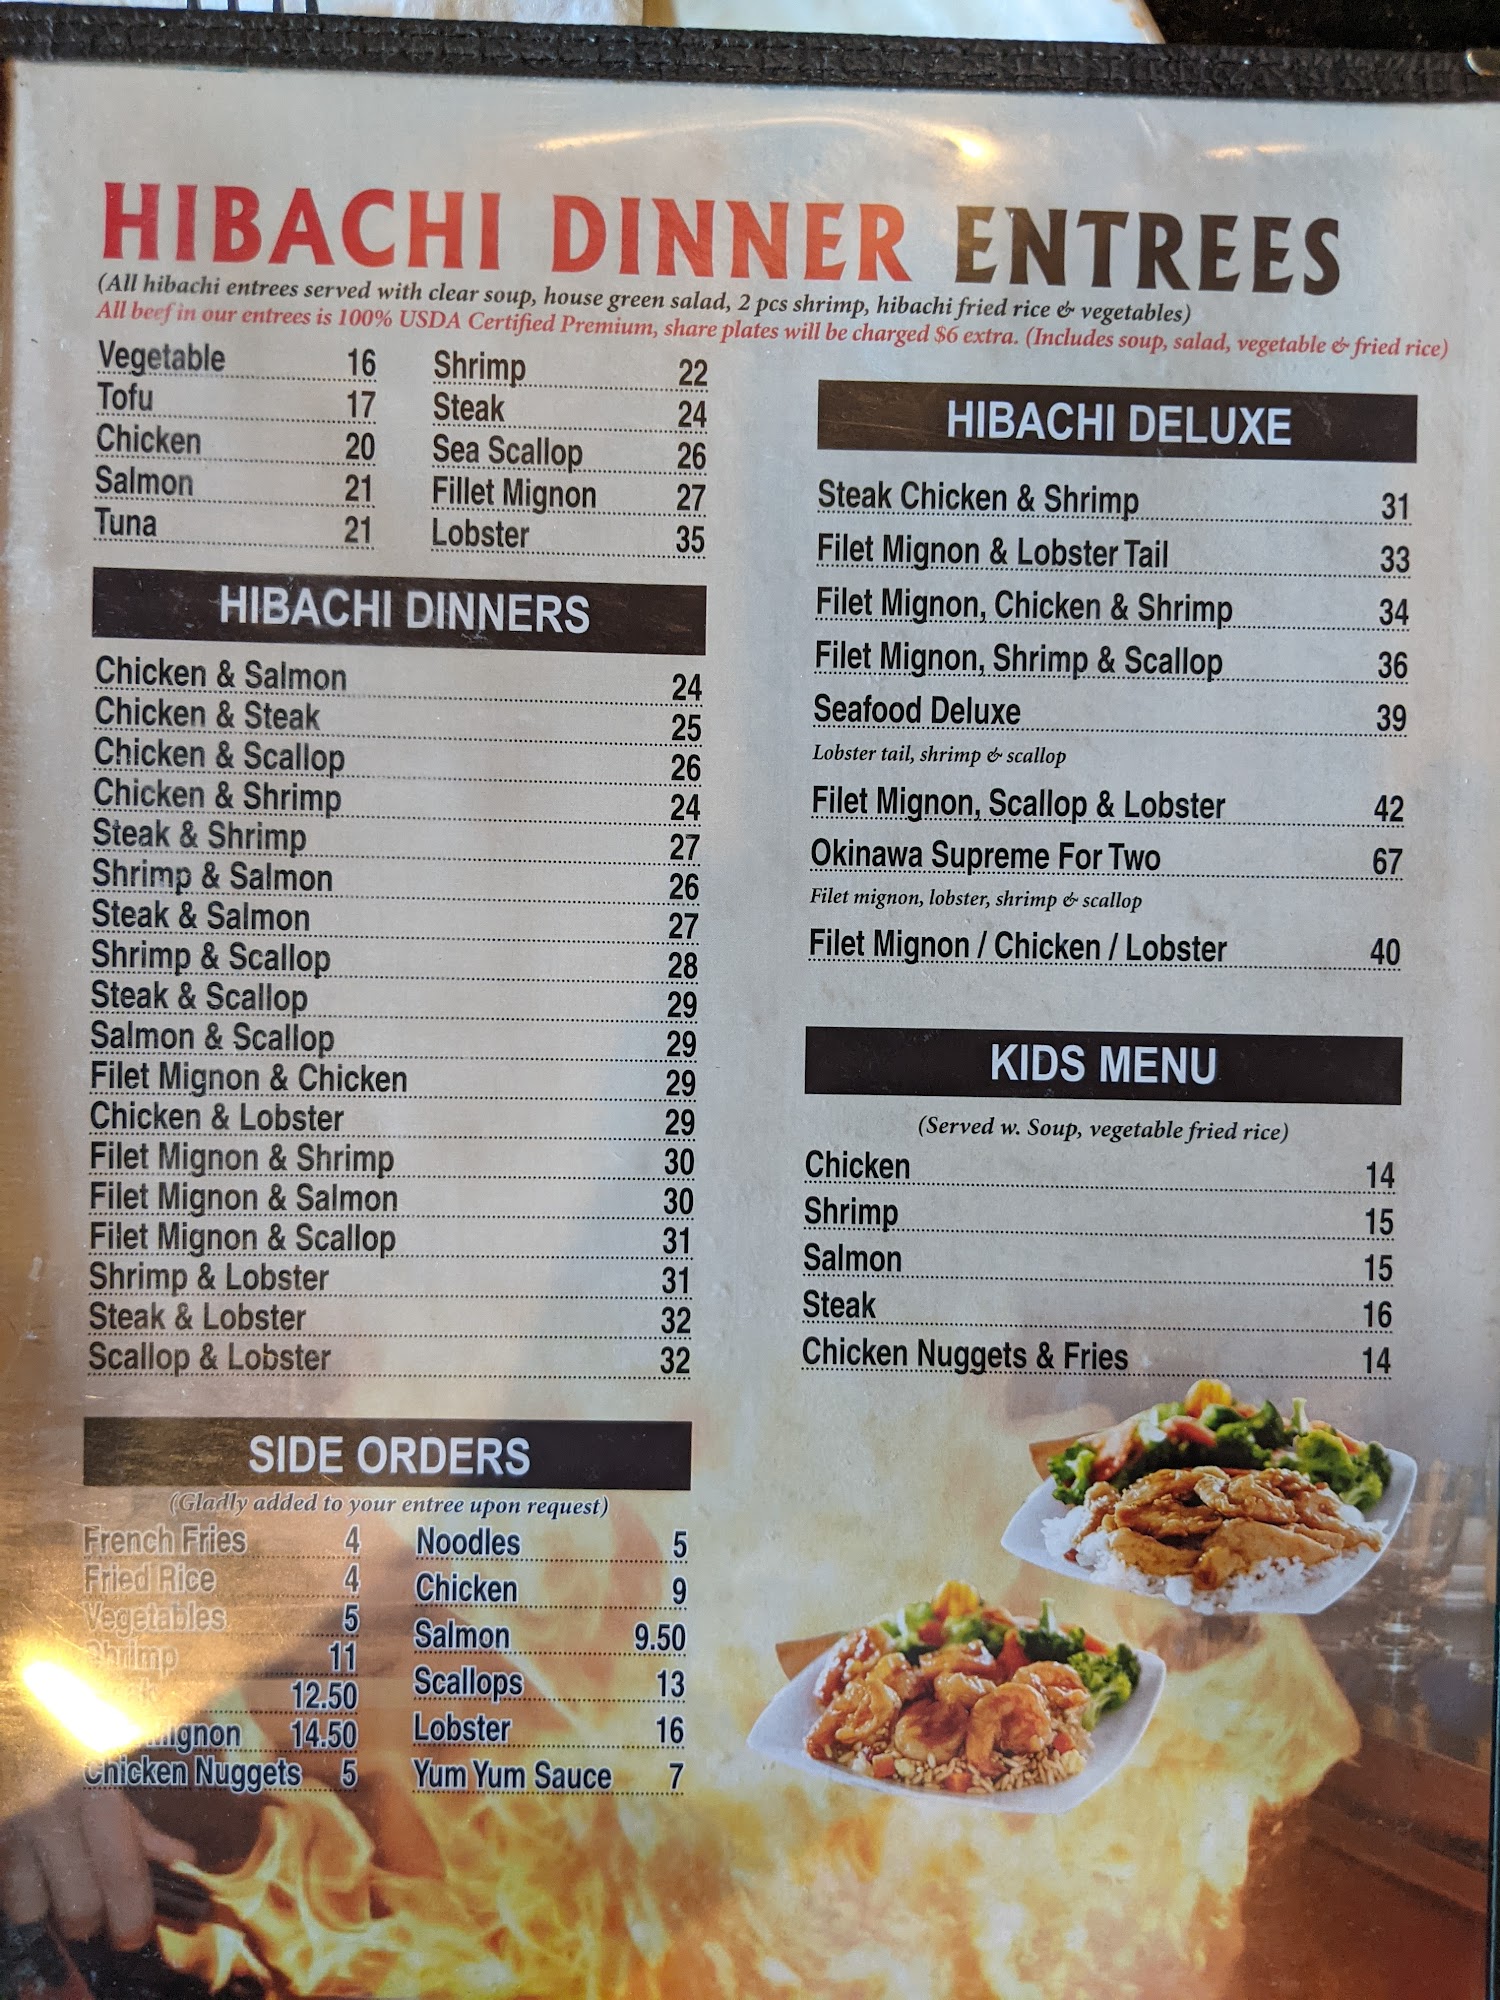 HIBACHI DINNER ENTREES
(All hibachi entrees served with clear soup, house green salad, 2 pcs shrimp, hibachi fried rice & vegetables)
All beef in our entrees is 100% USDA Certified Premium, share plates will be charged $6 extra. (Includes soup, salad, vegetable & fried rice)
Vegetable 16
Tofu 17
Chicken 20
Salmon 21
Tuna 21
Shrimp 22
Steak 24
Sea Scallop 26
Fillet Mignon 27
Lobster 35
HIBACHI DINNERS
Chicken & Salmon 24
Chicken & Steak 25
Chicken & Scallop 26
Chicken & Shrimp 24
Steak & Shrimp 27
Shrimp & Salmon 26
Steak & Salmon 27
Shrimp & Scallop 28
Steak & Scallop 29
Salmon & Scallop 29
Filet Mignon & Chicken 29
Chicken & Lobster 29
Filet Mignon & Shrimp 30
Filet Mignon & Salmon 30
Filet Mignon & Scallop 31
Shrimp & Lobster 31
Steak & Lobster 32
Scallop & Lobster 32
SIDE ORDERS
(Gladly added to your entree upon request)
French Fries 4
Fried Rice 4
Vegetables 5
Shrimp 11
12.50
Mignon 14.50
Chicken Nuggets 5
Noodles 5
Chicken 9
Salmon 9.50
Scallops 13
Lobster 16
Yum Yum Sauce 7
HIBACHI DELUXE
Steak Chicken & Shrimp 31
Filet Mignon & Lobster Tail 33
Filet Mignon, Chicken & Shrimp 34
Filet Mignon, Shrimp & Scallop 36
Seafood Deluxe 39
Lobster tail, shrimp & scallop
Filet Mignon, Scallop & Lobster 42
Okinawa Supreme For Two 67
Filet mignon, lobster, shrimp & scallop
Filet Mignon / Chicken / Lobster 40
KIDS MENU
(Served w. Soup, vegetable fried rice)
Chicken 14
Shrimp 15
Salmon 15
Steak 16
Chicken Nuggets & Fries 14